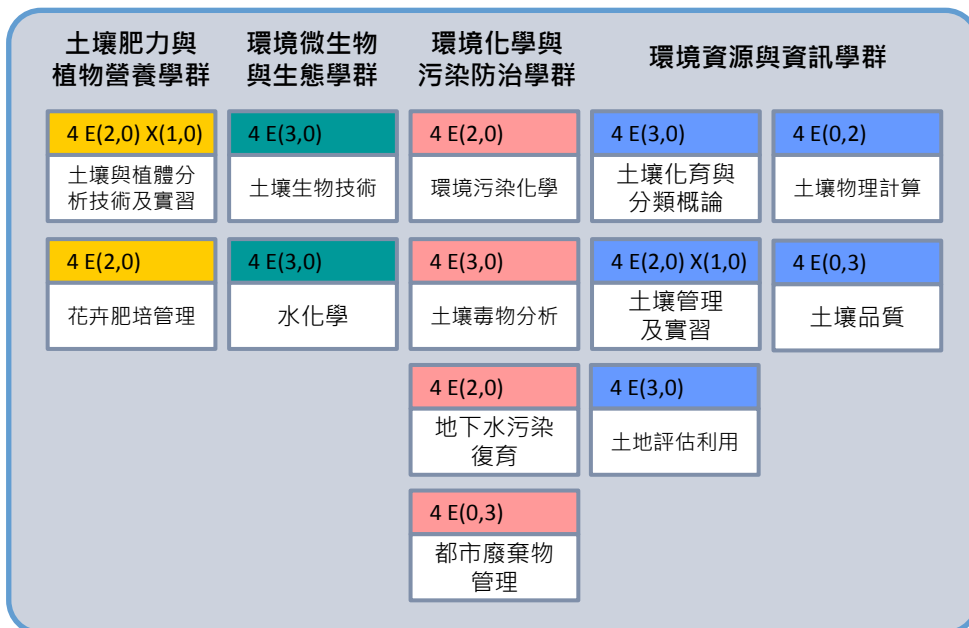 土壤肥力與
植物營養學群
環境微生物
與生態學群
環境化學與
污染防治學群
環境資源與資訊學群
4 E(2,0) X(1,0)
土壤與植體分
析技術及實習
4 E(3,0)
土壤生物技術
4 E(2,0)
環境污染化學
4 E(3,0)
土壤化育與
分類概論
4 E(0,2)
土壤物理計算
4 E(2,0)
花卉肥培管理
4 E(3,0)
水化學
4 E(3,0)
土壤毒物分析
4 E(2,0) X(1,0)
土壤管理
及實習
4 E(0,3)
土壤品質
4 E(2,0)
地下水污染
復育
4 E(3,0)
土地評估利用
4 E(0,3)
都市廢棄物
管理